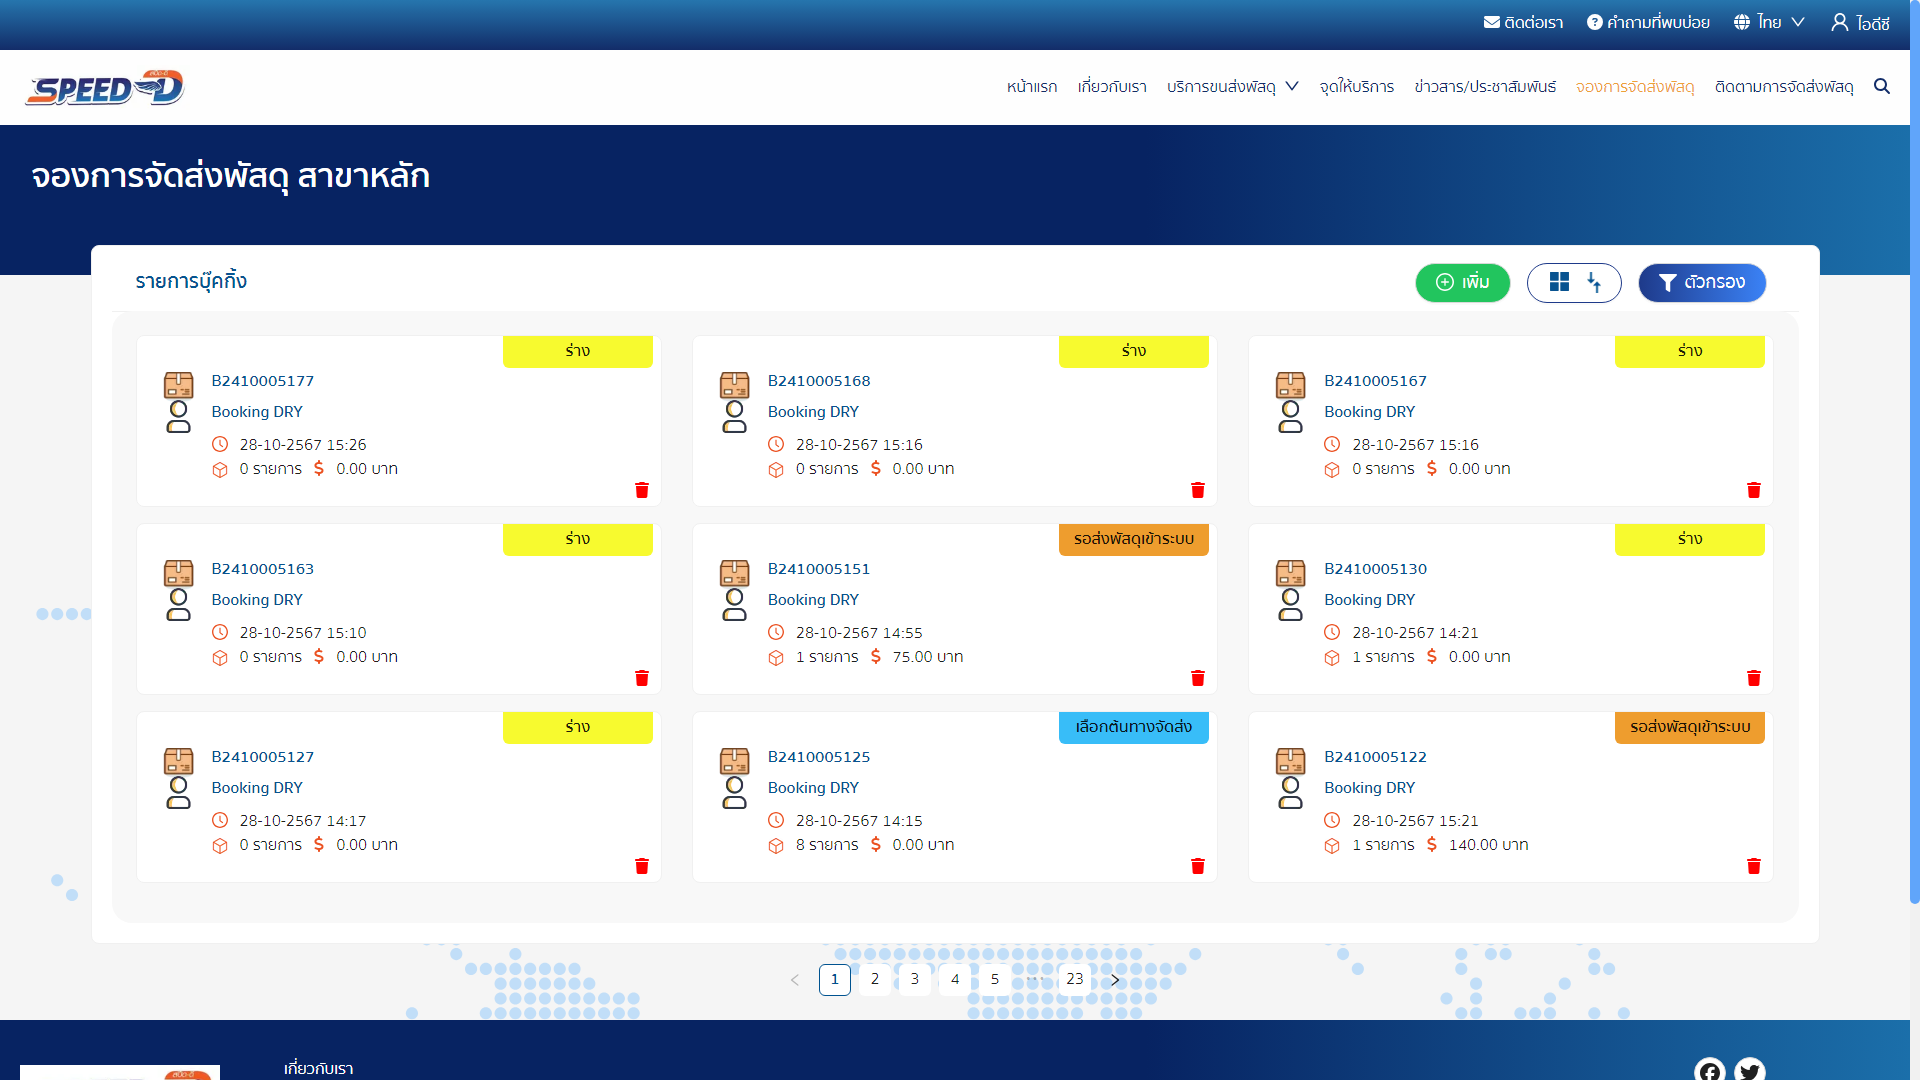 ติดต่อเรา คำถามที่พบบ่อย ไทย ไอดีซี
SPEED-D
หน้าแรก เกี่ยวกับเรา บริการขนส่งพัสดุ จุดให้บริการ ข่าวสาร/ประชาสัมพันธ์ จองการจัดส่งพัสดุ ติดตามการจัดส่งพัสดุ
จองการจัดส่งพัสดุ สาขาหลัก
รายการบุ๊คกิ้ง เพิ่ม ตัวกรอง
ร่าง
B2410005177
Booking DRY
28-10-2567 15:26
0 รายการ $ 0.00 บาท
ร่าง
B2410005168
Booking DRY
28-10-2567 15:16
0 รายการ $ 0.00 บาท
ร่าง
B2410005167
Booking DRY
28-10-2567 15:16
0 รายการ $ 0.00 บาท
ร่าง
B2410005163
Booking DRY
28-10-2567 15:10
0 รายการ $ 0.00 บาท
รอส่งพัสดุเข้าระบบ
B2410005151
Booking DRY
28-10-2567 14:55
1 รายการ $ 75.00 บาท
ร่าง
B2410005130
Booking DRY
28-10-2567 14:21
1 รายการ $ 0.00 บาท
ร่าง
B2410005127
Booking DRY
28-10-2567 14:17
0 รายการ $ 0.00 บาท
เลือกต้นทางจัดส่ง
B2410005125
Booking DRY
28-10-2567 14:15
8 รายการ $ 0.00 บาท
รอส่งพัสดุเข้าระบบ
B2410005122
Booking DRY
28-10-2567 15:21
1 รายการ $ 140.00 บาท
1 2 3 4 5 ••• 23
เกี่ยวกับเรา